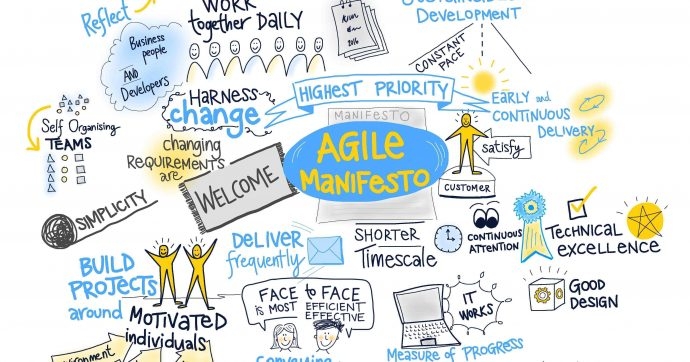 Reflect
WORK
together DAILY
Business
people
AND
Developers
DEVELOPMENT
CONSTANT
PACE
HIGHEST PRIORITY
HARNESS
change
EARLY and
CONTINUOUS
DELIVERY
Self Organising
TEAMS
changing
REQUIREMENTS
are
WELCOME
MANIFESTO
AGILE
MANIFESTO
satisfy
CUSTOMER
SIMPLICITY
DELIVER
frequently
SHORTER
Timescale
CONTINUOUS
ATTENTION
TECHNICAL
excellence
BUILD
PROJECTS
around
MOTIVATED
individuals
FACE to FACE
IS MOST EFFICIENT
EFFECTIVE
IT
WORKS
GOOD
DESIGN
Measure of PROGRESS